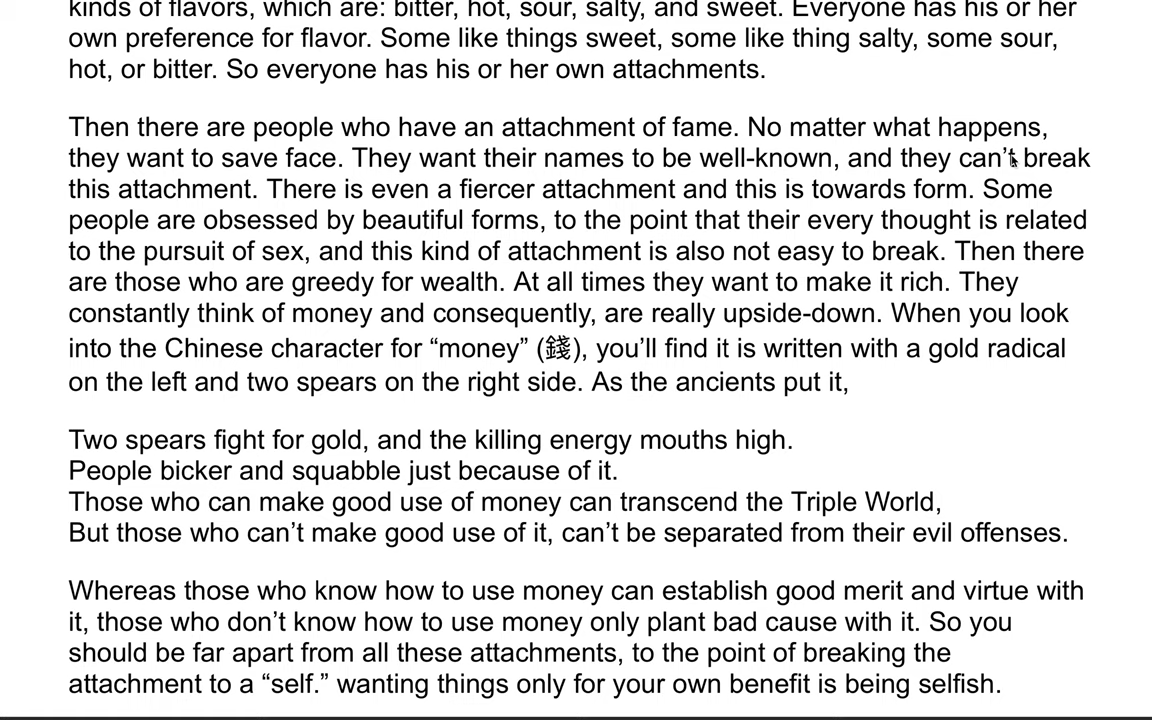 kinds of flavors, which are: bitter, hot, sour, salty, and sweet. Everyone has his or her
own preference for flavor. Some like things sweet, some like thing salty, some sour,
hot, or bitter. So everyone has his or her own attachments.
Then there are people who have an attachment of fame. No matter what happens,
they want to save face. They want their names to be well-known, and they can’t break
this attachment. There is even a fiercer attachment and this is towards form. Some
people are obsessed by beautiful forms, to the point that their every thought is related
to the pursuit of sex, and this kind of attachment is also not easy to break. Then there
are those who are greedy for wealth. At all times they want to make it rich. They
constantly think of money and consequently, are really upside-down. When you look
into the Chinese character for “money” (錢), you’ll find it is written with a gold radical
on the left and two spears on the right side. As the ancients put it,
Two spears fight for gold, and the killing energy mouths high.
People bicker and squabble just because of it.
Those who can make good use of money can transcend the Triple World,
But those who can’t make good use of it, can’t be separated from their evil offenses.
Whereas those who know how to use money can establish good merit and virtue with
it, those who don’t know how to use money only plant bad cause with it. So you
should be far apart from all these attachments, to the point of breaking the
attachment to a “self.” wanting things only for your own benefit is being selfish.